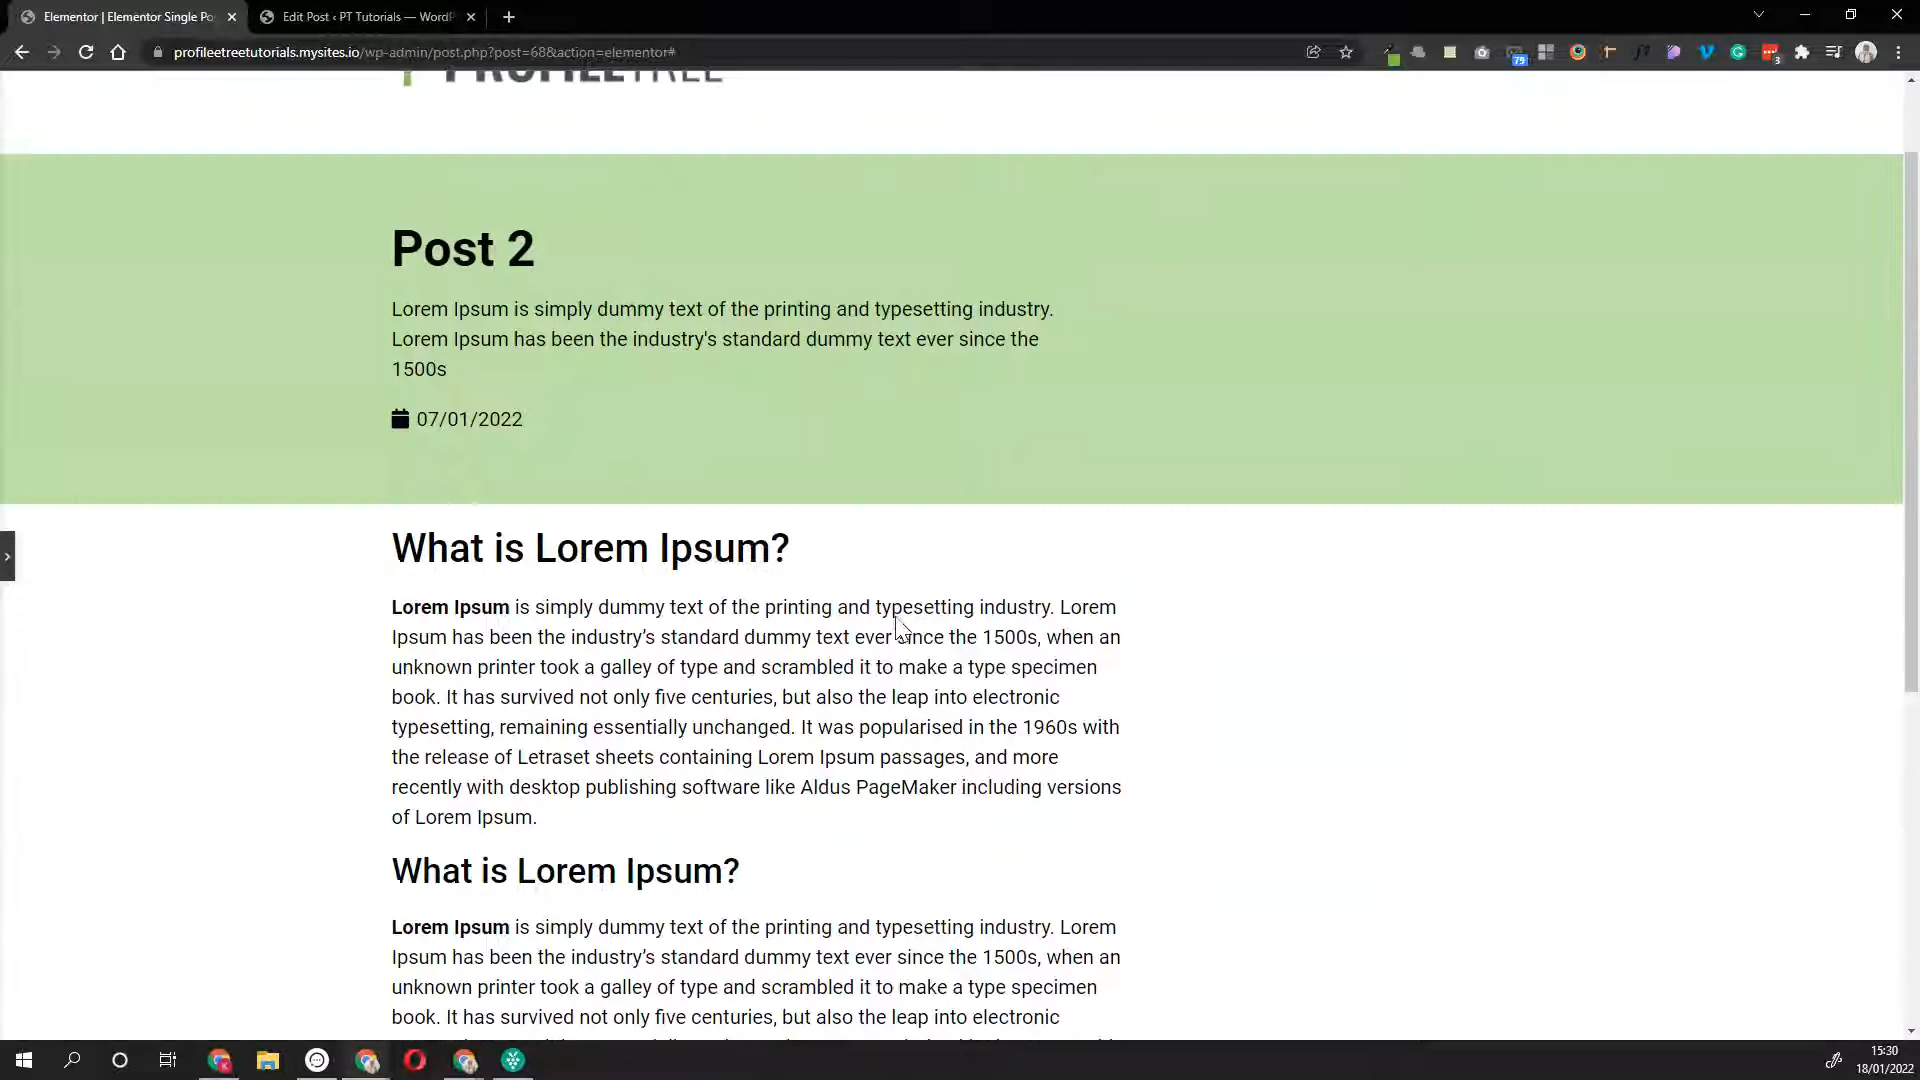 Elementor | Elementor Single Po
Edit Post ‹ PT Tutorials — WordP
profileetreetutorials.mysites.io/wp-admin/post.php?post=68&action=elementor#
79
3
PROFILETREE
Post 2
Lorem Ipsum is simply dummy text of the printing and typesetting industry.
Lorem Ipsum has been the industry's standard dummy text ever since the
1500s
07/01/2022
What is Lorem Ipsum?
Lorem Ipsum is simply dummy text of the printing and typesetting industry. Lorem
Ipsum has been the industry’s standard dummy text ever since the 1500s, when an
unknown printer took a galley of type and scrambled it to make a type specimen
book. It has survived not only five centuries, but also the leap into electronic
typesetting, remaining essentially unchanged. It was popularised in the 1960s with
the release of Letraset sheets containing Lorem Ipsum passages, and more
recently with desktop publishing software like Aldus PageMaker including versions
of Lorem Ipsum.
What is Lorem Ipsum?
Lorem Ipsum is simply dummy text of the printing and typesetting industry. Lorem
Ipsum has been the industry’s standard dummy text ever since the 1500s, when an
unknown printer took a galley of type and scrambled it to make a type specimen
book. It has survived not only five centuries, but also the leap into electronic
15:30
18/01/2022